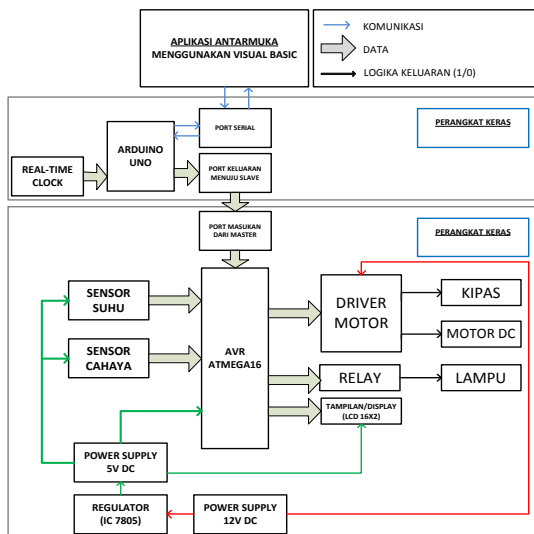 APLIKASI ANTARMUKA
MENGGUNAKAN VISUAL BASIC
KOMUNIKASI
DATA
LOGIKA KELUARAN (1/0)
PORT SERIAL
PERANGKAT KERAS
ARDUINO
UNO
REAL-TIME
CLOCK
PORT KELUARAN
MENUJU SLAVE
PORT MASUKAN
DARI MASTER
PERANGKAT KERAS
SENSOR
SUHU
DRIVER
MOTOR
KIPAS
MOTOR DC
SENSOR
CAHAYA
AVR
ATMEGA16
RELAY
LAMPU
TAMPILAN/DISPLAY
(LCD 16X2)
POWER SUPPLY
5V DC
REGULATOR
(IC 7805)
POWER SUPPLY
12V DC